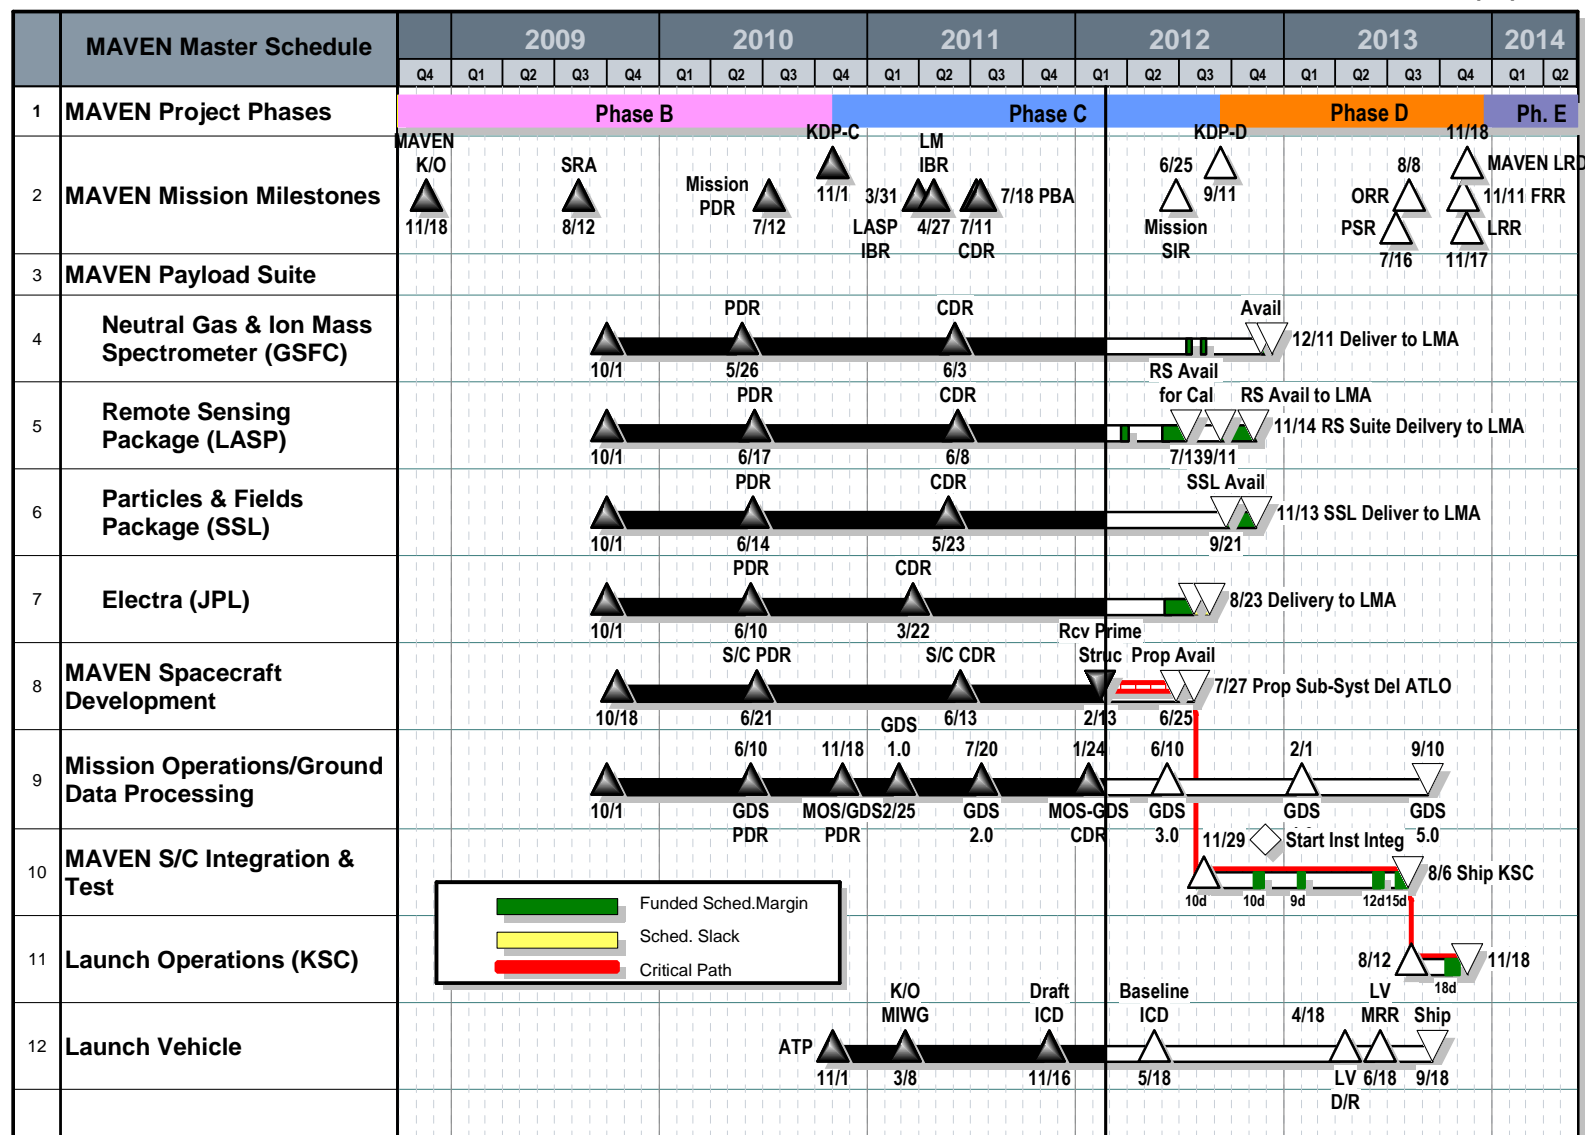 MAVEN Master Schedule
2009 2010 2011 2012 2013 2014
Q4 Q1 Q2 Q3 Q4 Q1 Q2 Q3 Q4 Q1 Q2 Q3 Q4 Q1 Q2 Q3 Q4 Q1 Q2 Q3 Q4 Q1 Q2
1 MAVEN Project Phases
Phase B Phase C Phase D Ph. E
2 MAVEN Mission Milestones
MAVEN
K/O
11/18
SRA
8/12
Mission
PDR
7/12
KDP-C
11/1
3/31
LASP
IBR
LM
IBR
4/27
7/11
CDR
7/18 PBA
6/25
Mission
SIR
KDP-D
9/11
8/8
ORR
PSR
7/16
11/18
MAVEN LRD
11/11 FRR
LRR
11/17
3 MAVEN Payload Suite
4 Neutral Gas & Ion Mass
Spectrometer (GSFC)
PDR CDR Avail
12/11 Deliver to LMA
10/1 5/26 6/3
5 Remote Sensing
Package (LASP)
RS Avail
for Cal
PDR CDR RS Avail to LMA
11/14 RS Suite Deilvery to LMA
10/1 6/17 6/8 7/13 9/11
6 Particles & Fields
Package (SSL)
PDR CDR SSL Avail
11/13 SSL Deliver to LMA
10/1 6/14 5/23 9/21
7 Electra (JPL)
PDR CDR
8/23 Delivery to LMA
10/1 6/10 3/22
8 MAVEN Spacecraft
Development
Rcv Prime
Struc
S/C PDR S/C CDR Prop Avail
7/27 Prop Sub-Syst Del ATLO
10/18 6/21 6/13 2/13 6/25
9 Mission Operations/Ground
Data Processing
GDS
1.0
6/10 11/18 7/20 1/24 6/10 2/1 9/10
10/1
GDS
PDR
MOS/GDS
PDR
2/25
GDS
2.0
MOS-GDS
CDR
GDS
3.0
GDS
GDS
5.0
10 MAVEN S/C Integration &
Test
11/29 Start Inst Integ
8/6 Ship KSC
10d 10d 9d 12d 15d
Funded Sched.Margin
Sched. Slack
Critical Path
11 Launch Operations (KSC)
8/12 11/18
18d
12 Launch Vehicle
ATP
11/1
K/O
MIWG
3/8
Draft
ICD
11/16
Baseline
ICD
5/18
4/18
LV
D/R
LV
MRR
6/18
Ship
9/18